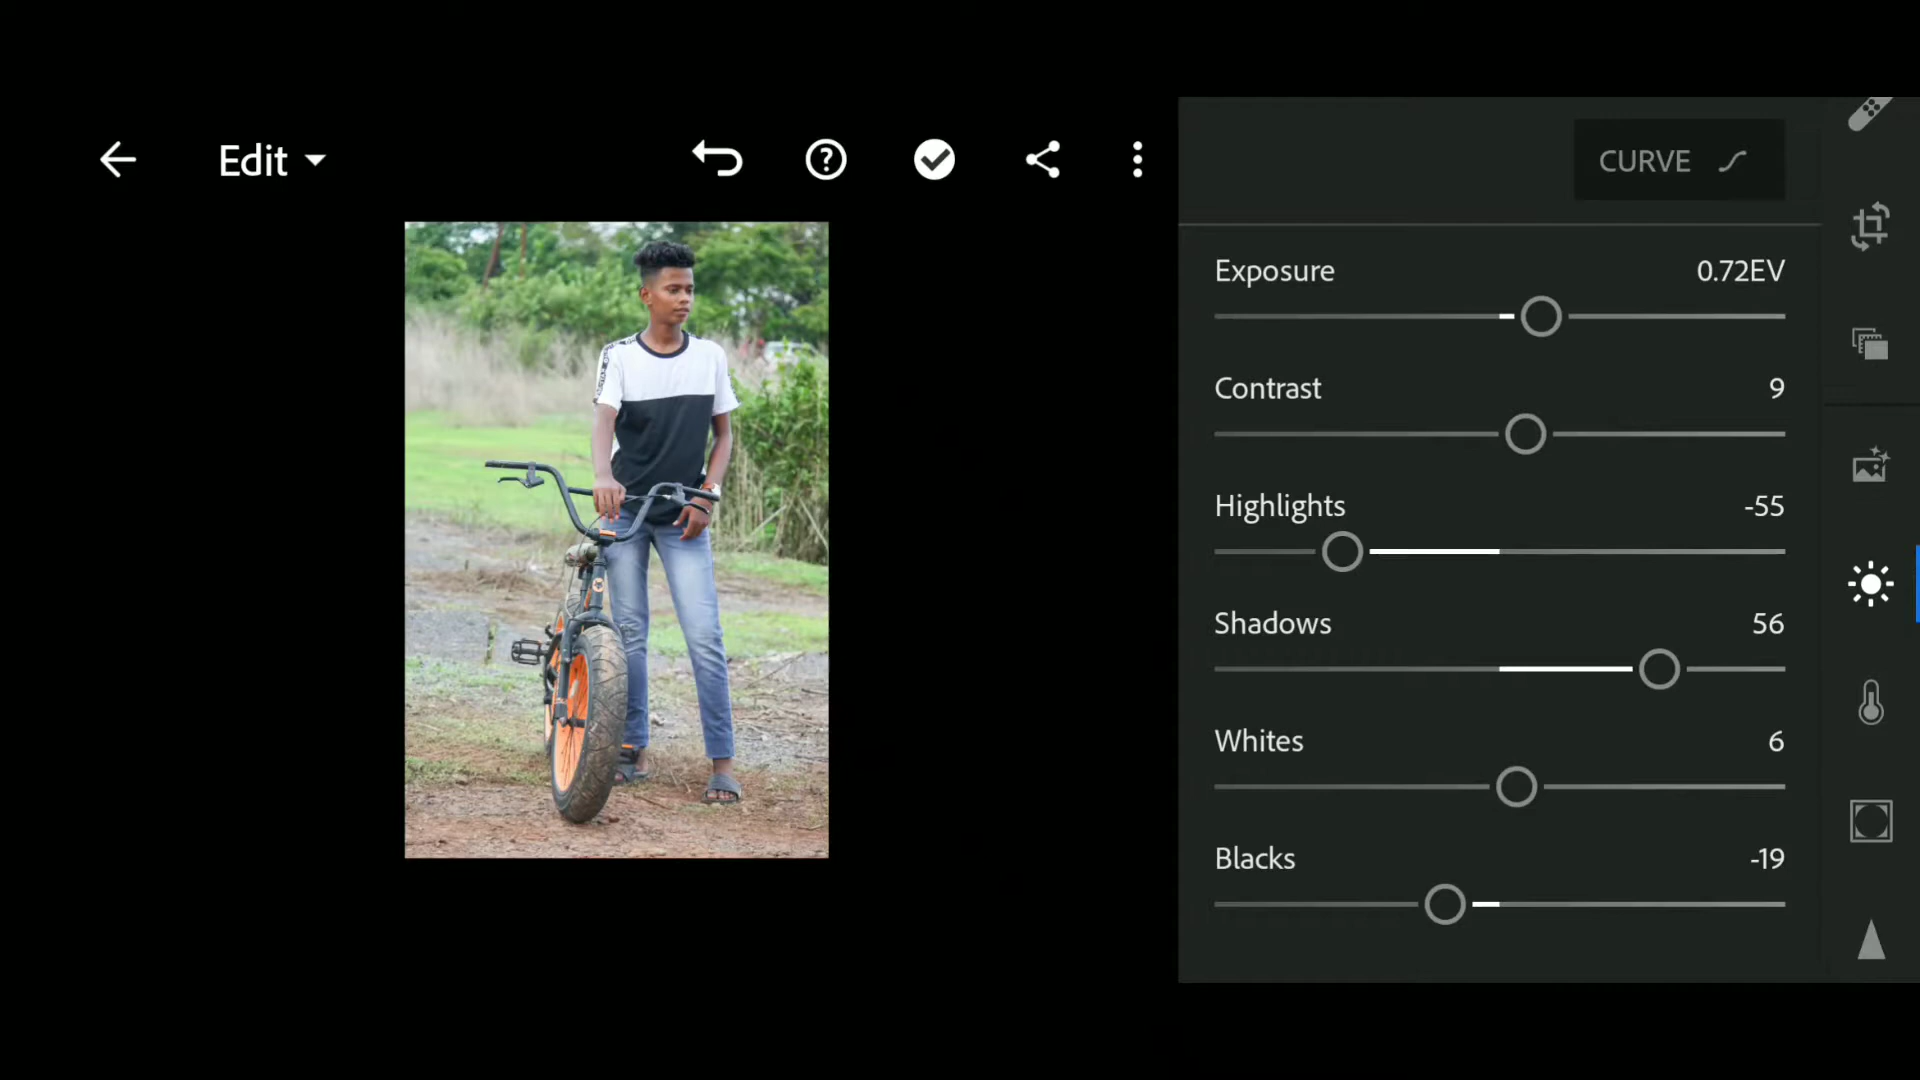 Edit
CURVE
Exposure 0.72EV
Contrast 9
Highlights -55
Shadows 56
Whites 6
Blacks -19